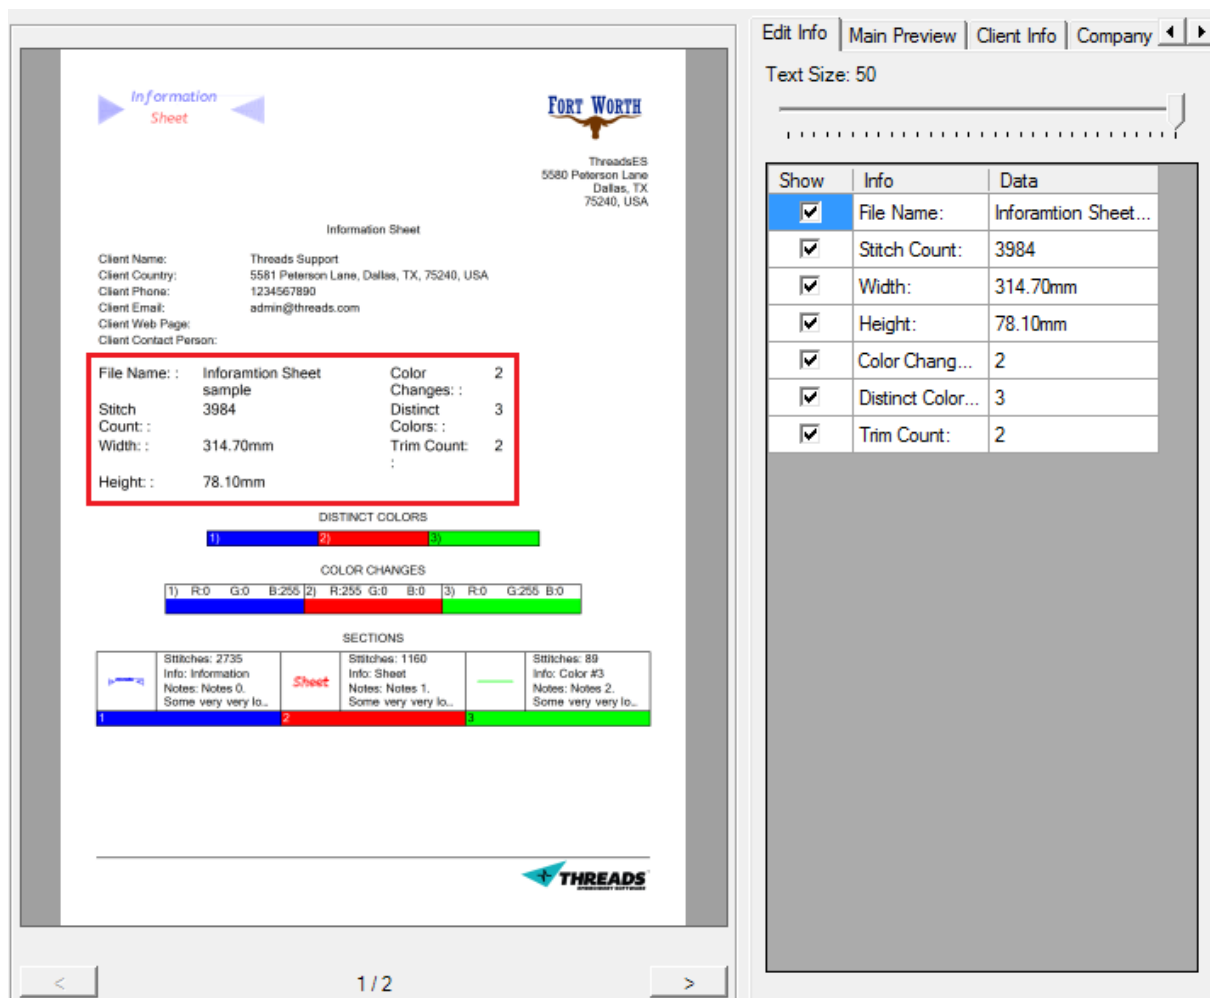 Information
Sheet
FORT WORTH
ThreadsES
5580 Peterson Lane
Dallas, TX
75240, USA
Information Sheet
Client Name: Threads Support
Client Country: 5581 Peterson Lane, Dallas, TX, 75240, USA
Client Phone: 1234567890
Client Email: admin@threads.com
Client Web Page:
Client Contact Person:
File Name: : Inforamtion Sheet sample
Color Changes: : 2
Stitch Count: : 3984
Distinct Colors: : 3
Width: : 314.70mm
Trim Count: : 2
Height: : 78.10mm
DISTINCT COLORS
1) 2) 3)
COLOR CHANGES
1) R:0 G:0 B:255 2) R:255 G:0 B:0 3) R:0 G:255 B:0
SECTIONS
Stitches: 2735
Info: Information
Notes: Notes 0.
Some very very lo...
1
Sheet
Stitches: 1160
Info: Sheet
Notes: Notes 1.
Some very very lo...
2
Stitches: 89
Info: Color #3
Notes: Notes 2.
Some very very lo...
3
THREADS
EMBROIDERY SOFTWARE
< 1 / 2 >
Edit Info Main Preview Client Info Company
Text Size: 50
Show Info Data
File Name: Inforamtion Sheet...
Stitch Count: 3984
Width: 314.70mm
Height: 78.10mm
Color Chang... 2
Distinct Color... 3
Trim Count: 2